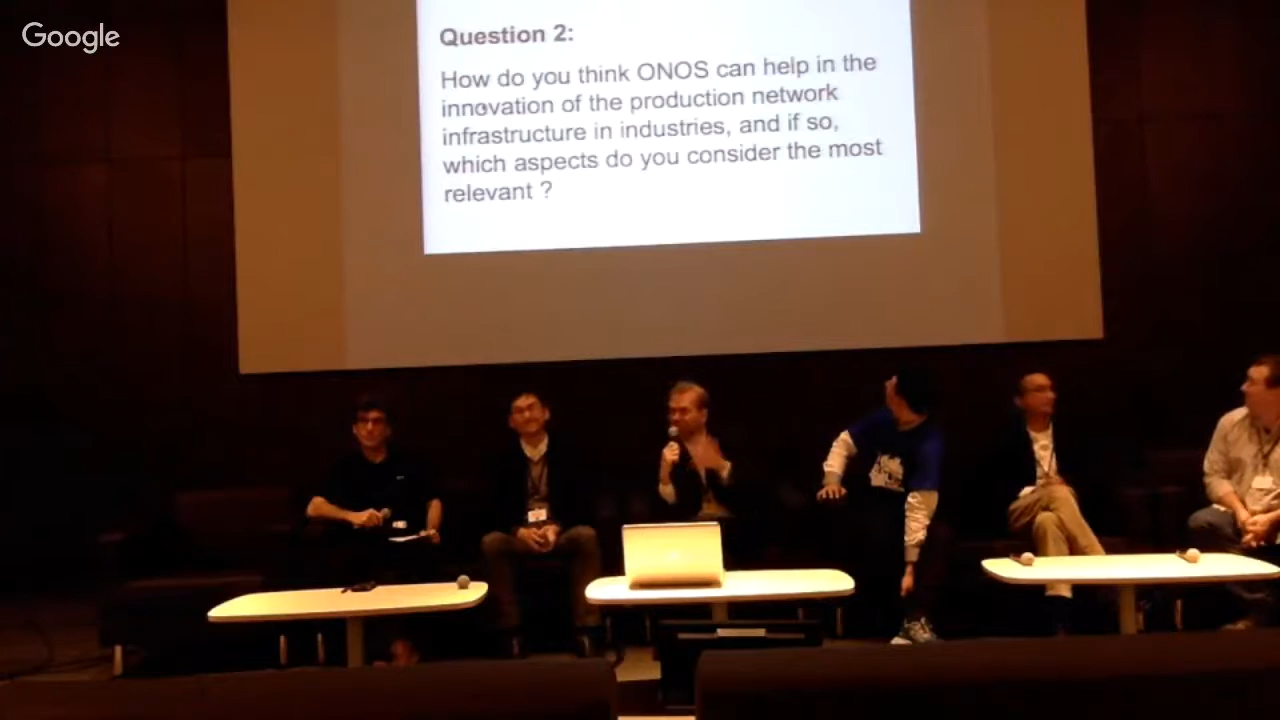 Google
Question 2:
How do you think ONOS can help in the
innovation of the production network
infrastructure in industries, and if so,
which aspects do you consider the most
relevant ?